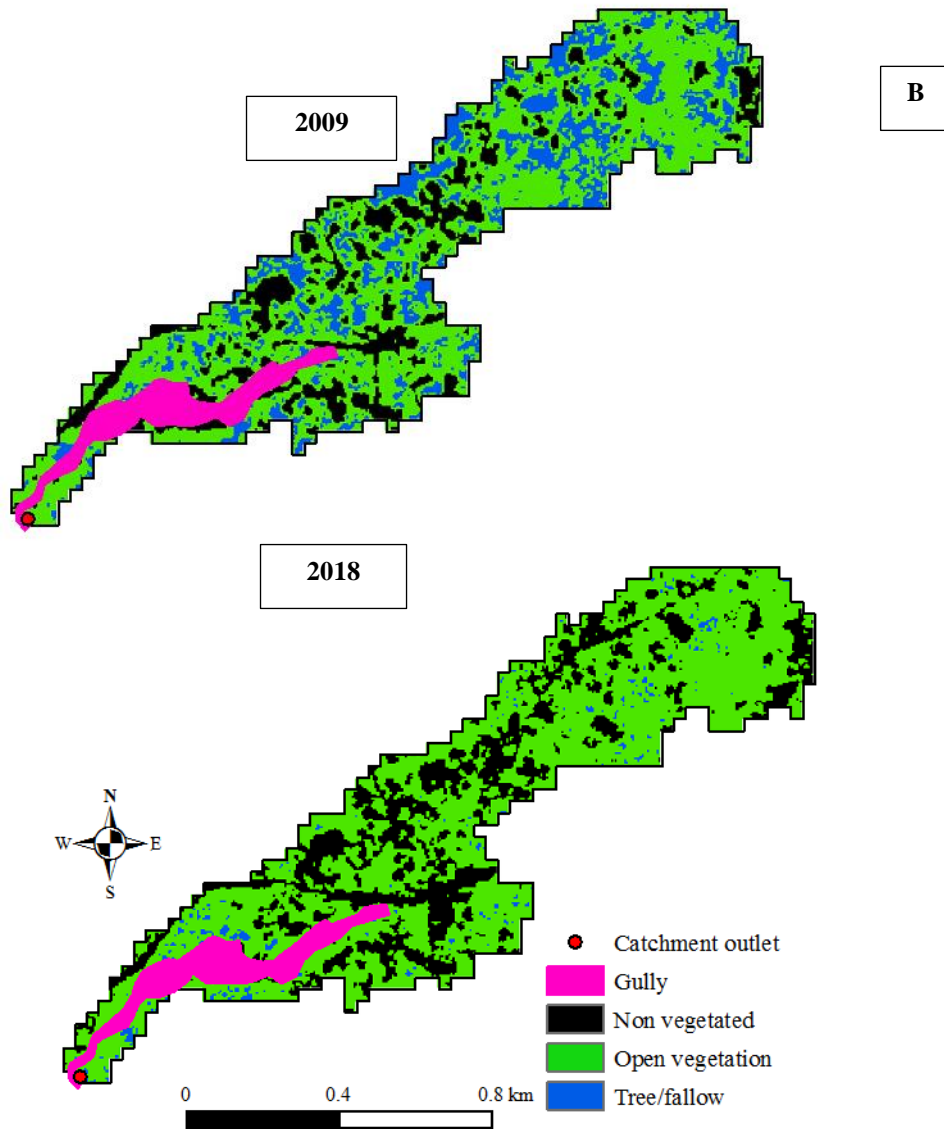 2009
B
2018
N
W E
S
Catchment outlet
Gully
Non vegetated
Open vegetation
Tree/fallow
0 0.4 0.8 km